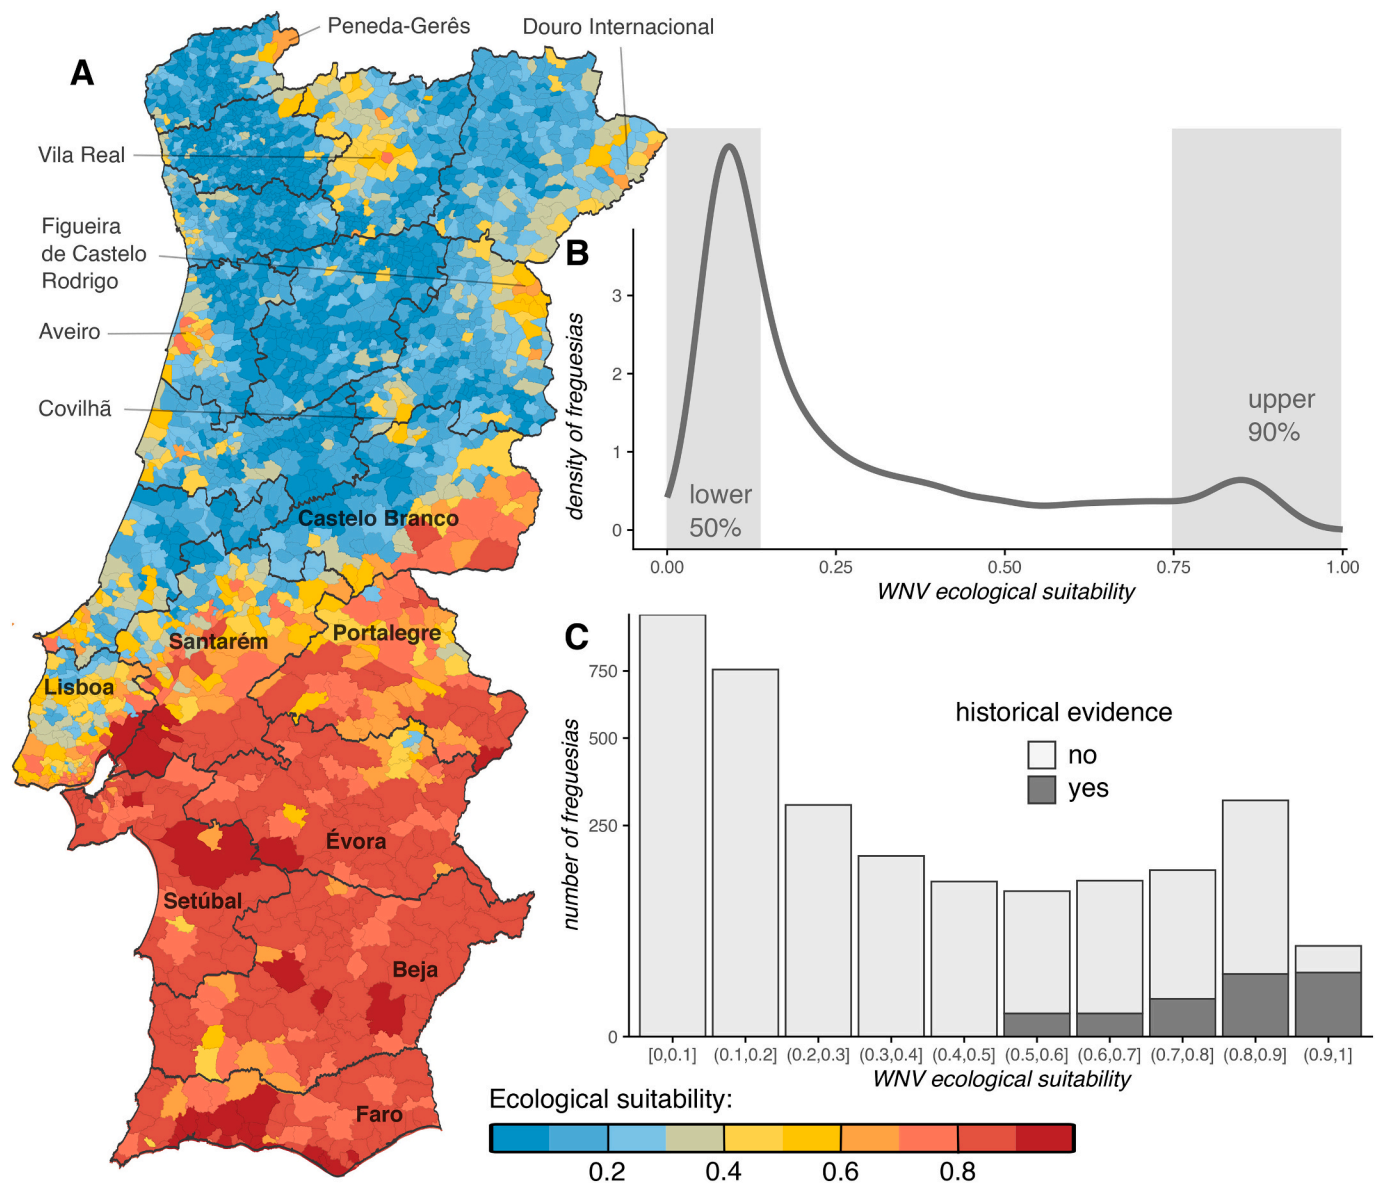 A
Peneda-Gerês
Douro Internacional
Vila Real
Figueira
de Castelo
Rodrigo
Aveiro
Covilhã
Castelo Branco
Santarém
Portalegre
Lisboa
Évora
Setúbal
Beja
Faro
B
density of freguesias
3
2
1
0
lower
50%
upper
90%
0.00
0.25
0.50
0.75
1.00
WNV ecological suitability
C
number of freguesias
750
500
250
0
historical evidence
no
yes
[0,0.1]
(0.1,0.2]
(0.2,0.3]
(0.3,0.4]
(0.4,0.5]
(0.5,0.6]
(0.6,0.7]
(0.7,0.8]
(0.8,0.9]
(0.9,1]
WNV ecological suitability
Ecological suitability:
0.2
0.4
0.6
0.8